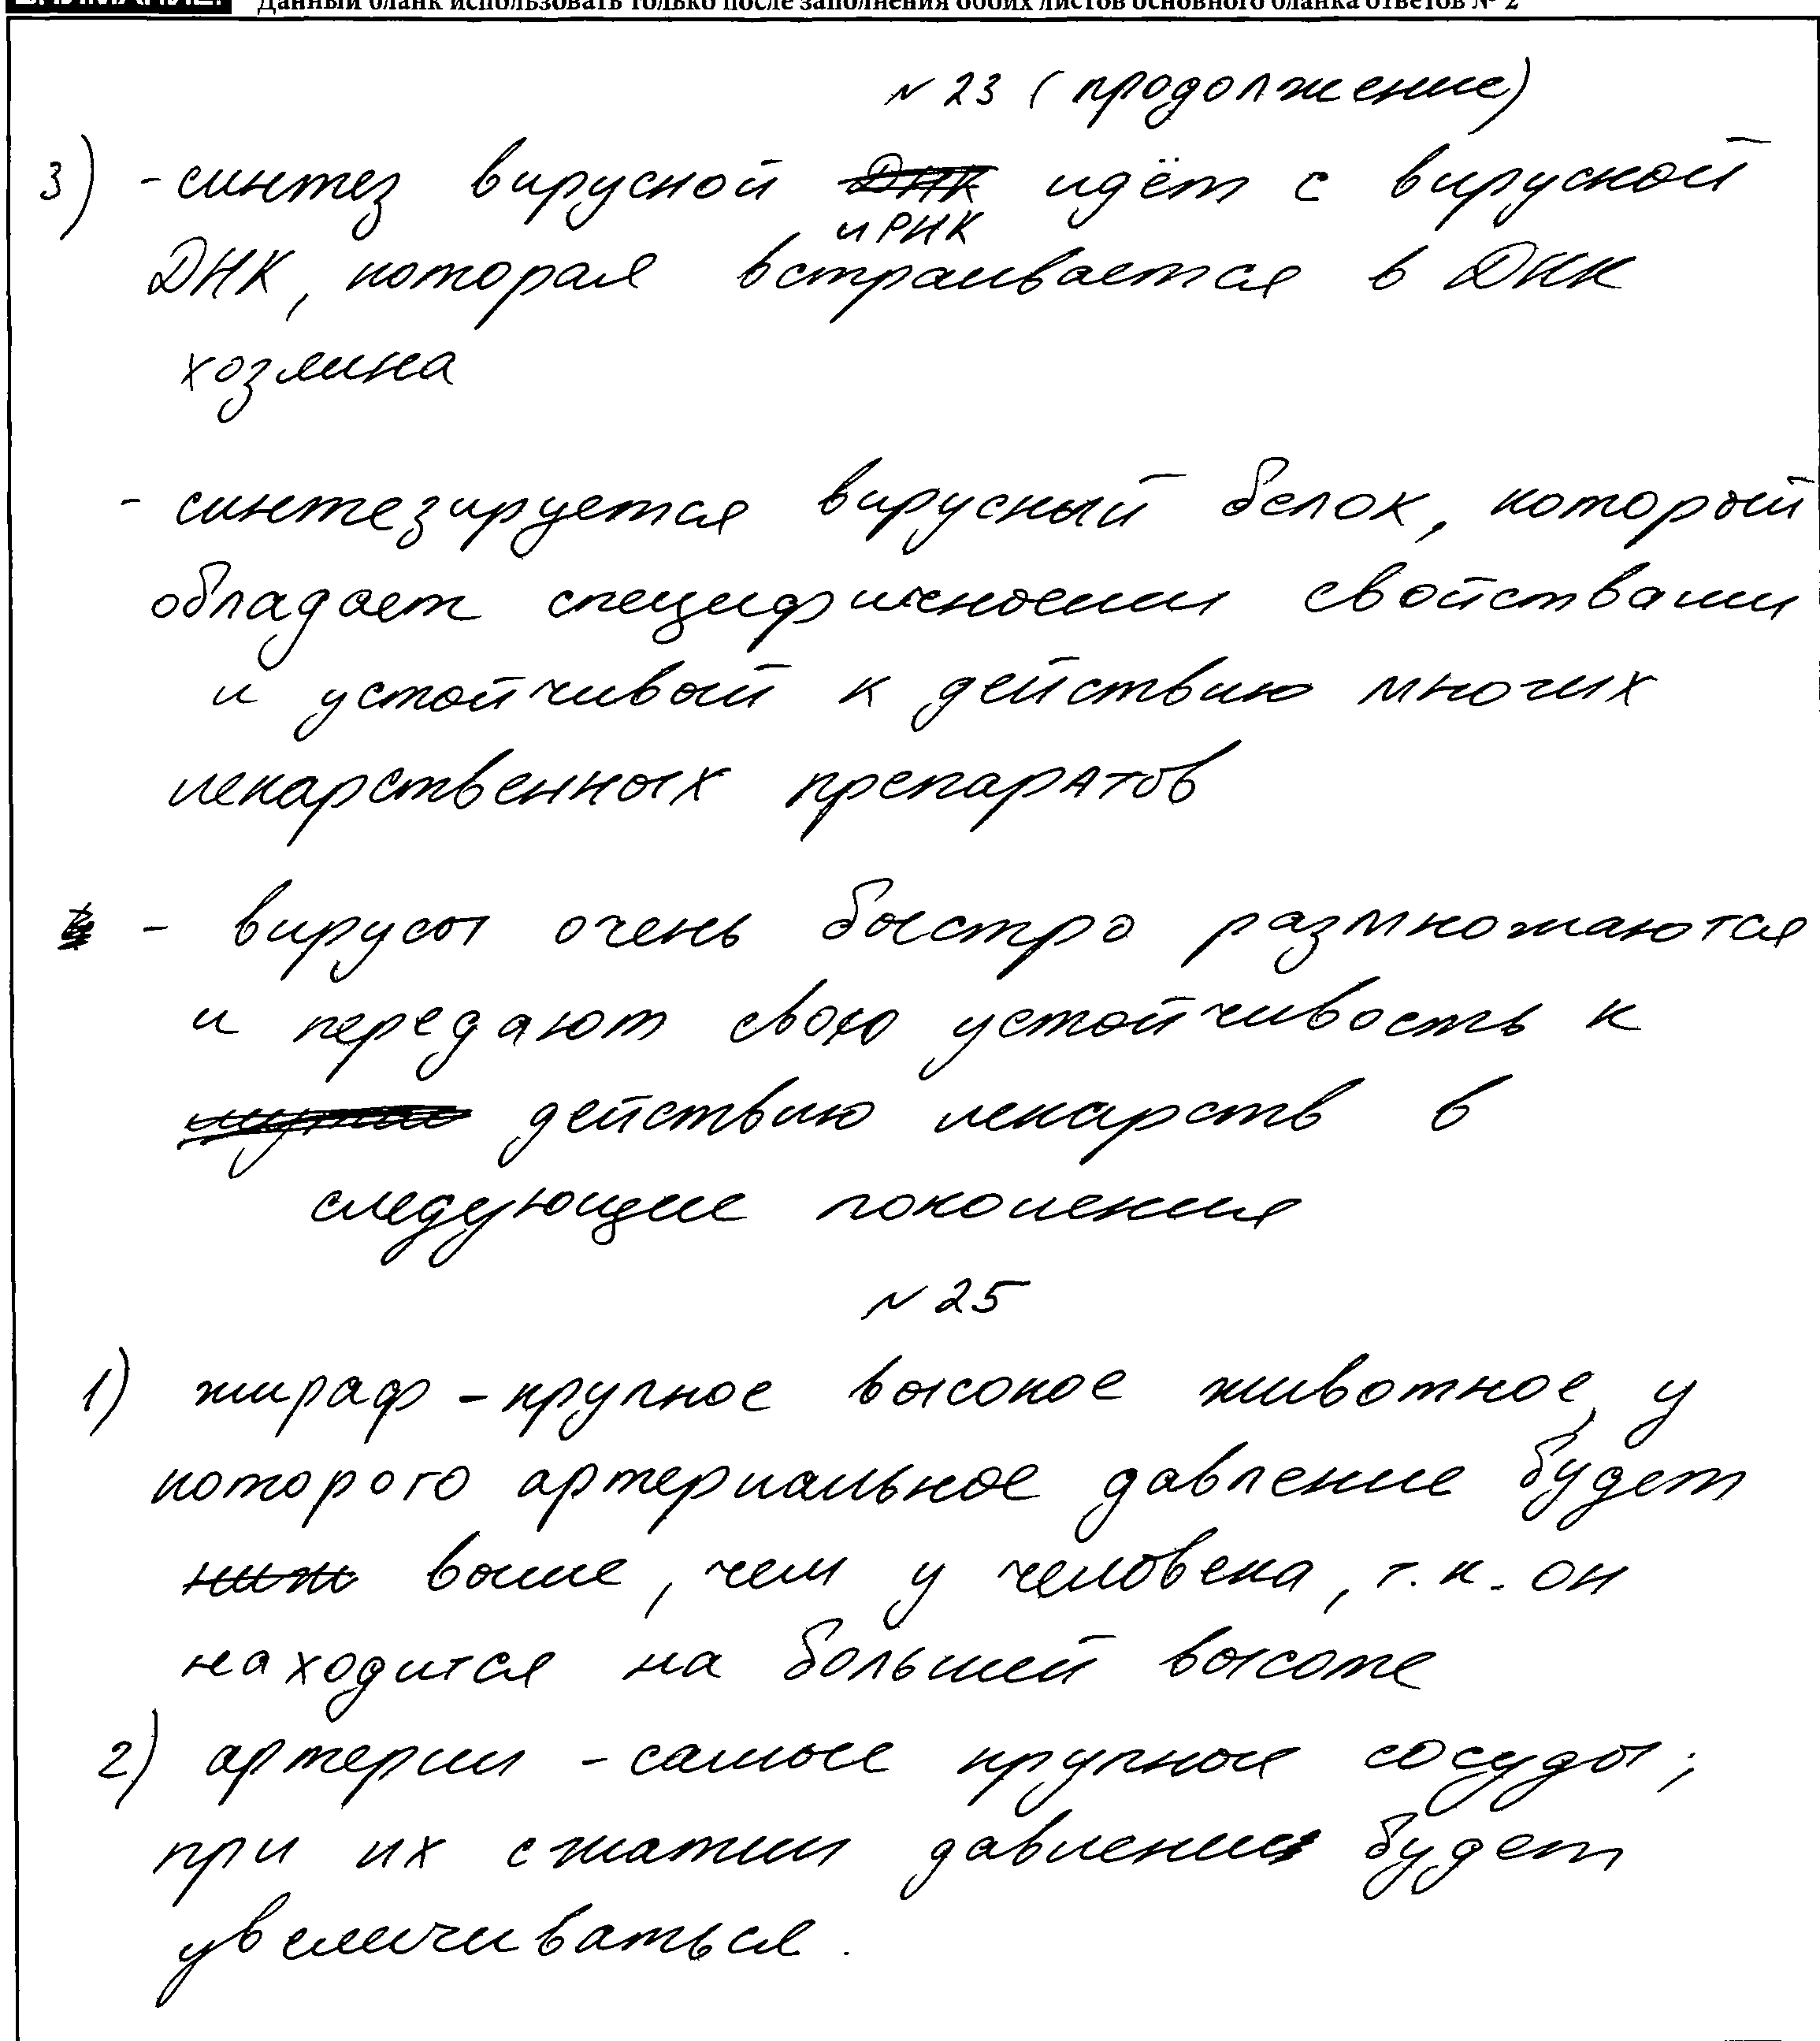 ВНИМАНИЕ! Данный бланк использовать только после заполнения обоих листов основного бланка ответов № 2
№ 23 (продолжение)
3) - синтез вирусной ~~ДНК~~ идёт с вирусной
иРНК
ДНК, которая встраивается в ДНК
хозяина
- синтезируется вирусный белок, который
обладает специфичными свойствами
и устойчивый к действию многих
лекарственных препаратов
- вирусы очень быстро размножаются
и передают свою устойчивость к
действию лекарств в
следующие поколения
№ 25
1) жираф - крупное высокое животное, у
которого артериальное давление будет
~~ниж~~ выше, чем у человека, т.к. он
находится на большей высоте
2) артерии - самые крупные сосуды;
при их сжатии давление будет
увеличиваться.